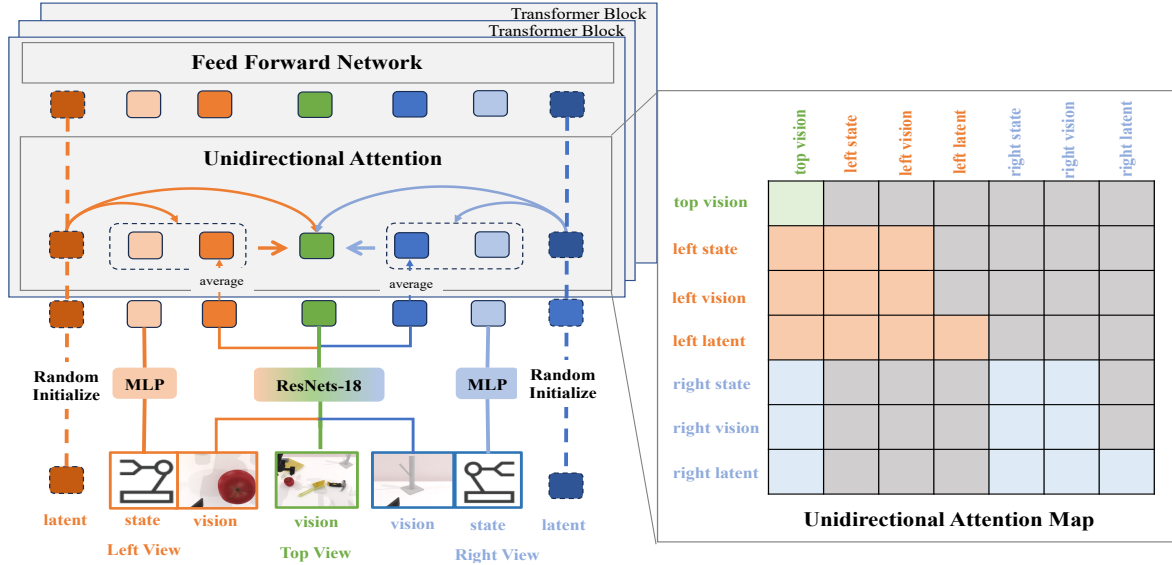 Transformer Block
Transformer Block
Feed Forward Network
Unidirectional Attention
average
average
Random
Initialize
MLP
ResNets-18
MLP
Random
Initialize
latent
state
vision
vision
vision
state
latent
Left View
Top View
Right View
top vision
left state
left vision
left latent
right state
right vision
right latent
top vision
left state
left vision
left latent
right state
right vision
right latent
Unidirectional Attention Map